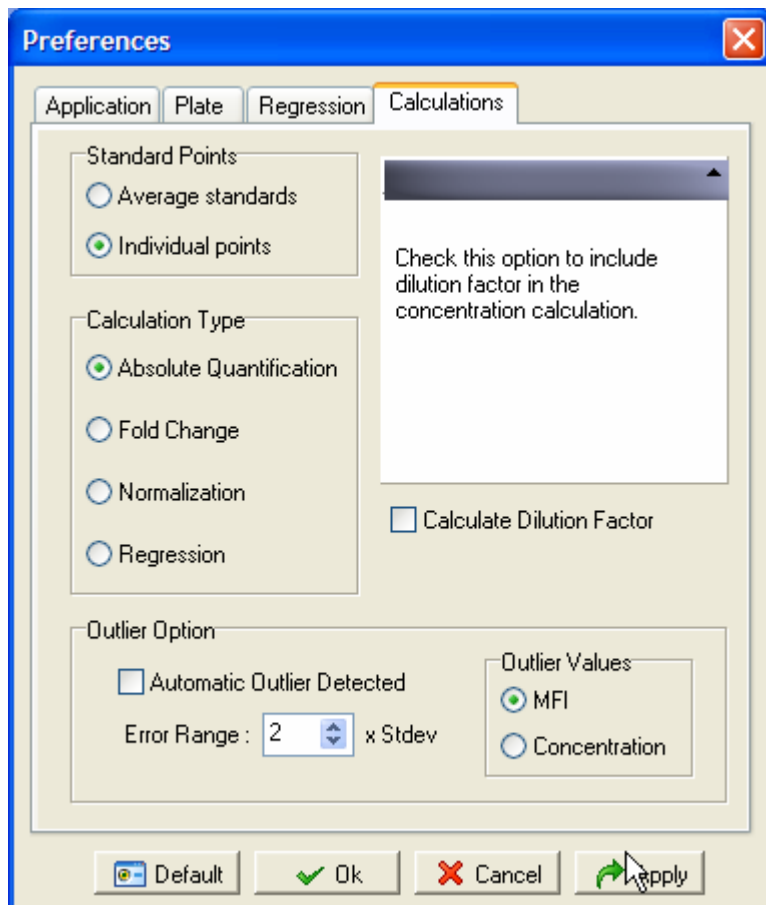 Preferences
Application Plate Regression Calculations
Standard Points
Average standards
Individual points
Check this option to include
dilution factor in the
concentration calculation.
Calculation Type
Absolute Quantification
Fold Change
Normalization
Regression
Calculate Dilution Factor
Outlier Option
Automatic Outlier Detected
Error Range : 2 x Stdev
Outlier Values
MFI
Concentration
Default Ok Cancel Apply